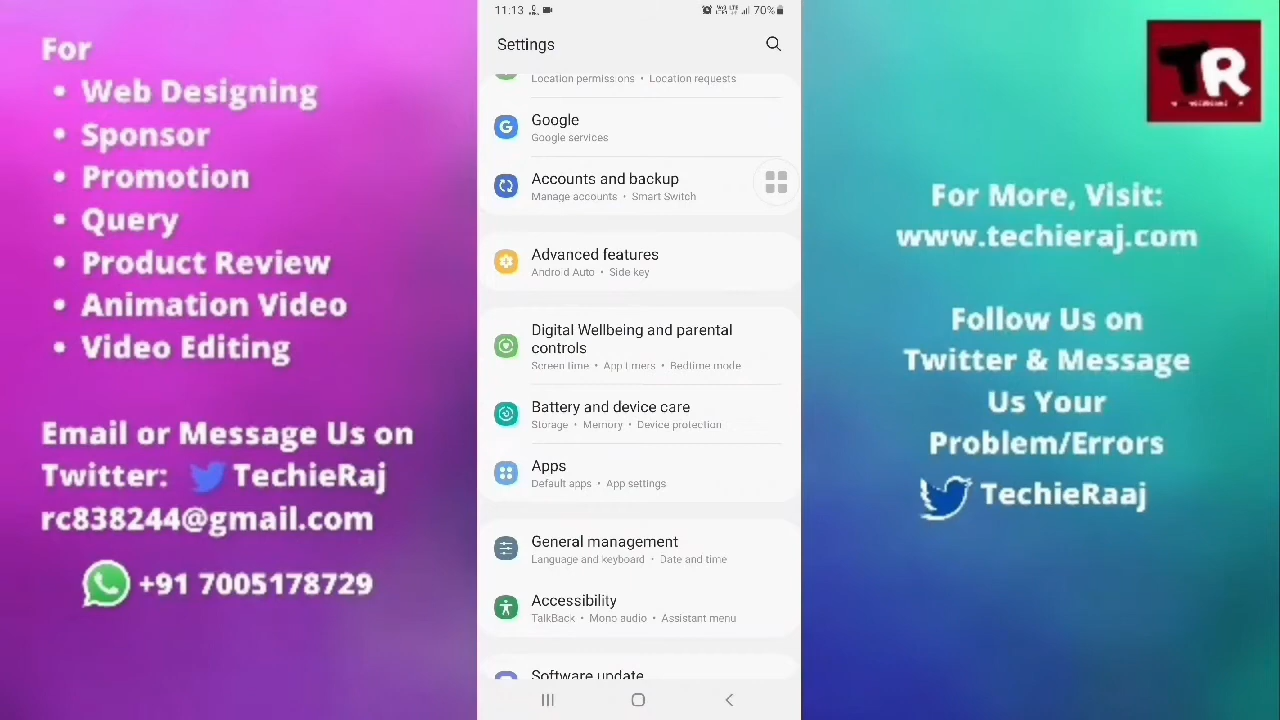 For
• Web Designing
• Sponsor
• Promotion
• Query
• Product Review
• Animation Video
• Video Editing
Email or Message Us on
Twitter: TechieRaj
rc838244@gmail.com
+91 7005178729
11:13
70%
Settings
Location permissions • Location requests
Google
Google services
Accounts and backup
Manage accounts • Smart Switch
Advanced features
Android Auto • Side key
Digital Wellbeing and parental
controls
Screen time • App timers • Bedtime mode
Battery and device care
Storage • Memory • Device protection
Apps
Default apps • App settings
General management
Language and keyboard • Date and time
Accessibility
TalkBack • Mono audio • Assistant menu
Software update
TR
For More, Visit:
www.techieraj.com
Follow Us on
Twitter & Message
Us Your
Problem/Errors
TechieRaaj